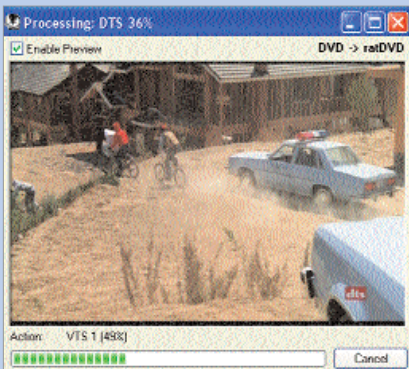 Processing: DTS 36%
Enable Preview
DVD -> ratDVD
dts
Action: VTS 1 (49%)
Cancel